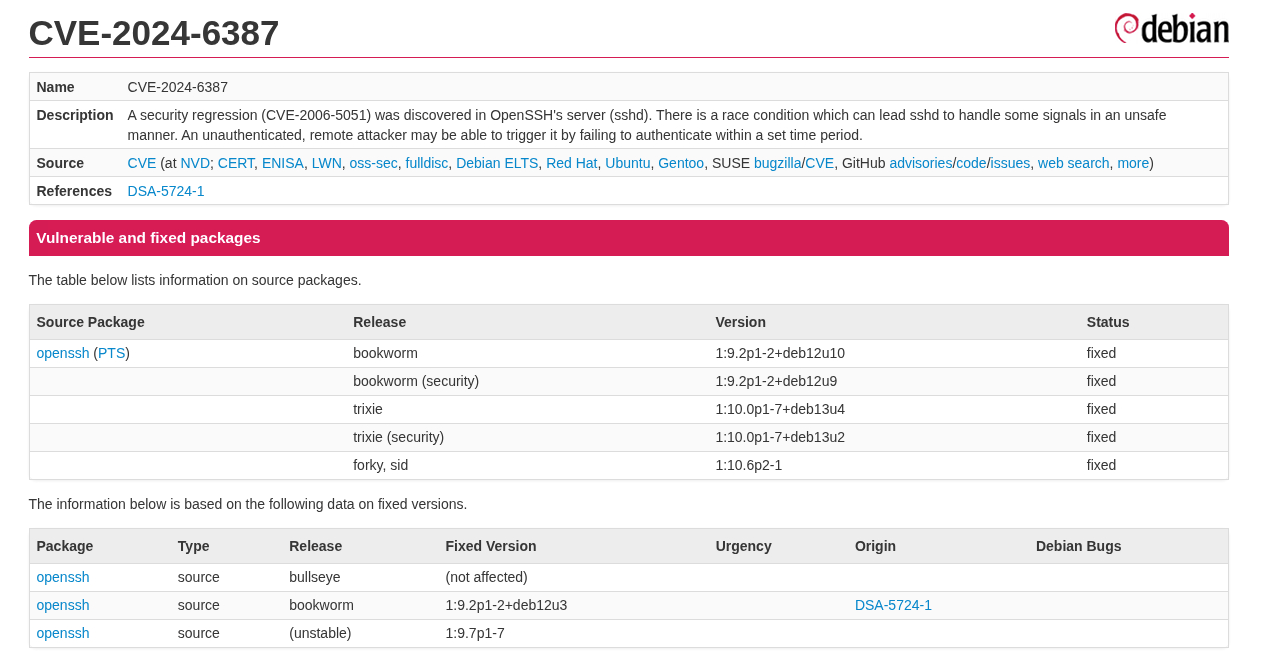 CVE-2024-6387
debian
Name CVE-2024-6387
Description A security regression (CVE-2006-5051) was discovered in OpenSSH's server (sshd). There is a race condition which can lead sshd to handle some signals in an unsafe
manner. An unauthenticated, remote attacker may be able to trigger it by failing to authenticate within a set time period.
Source CVE (at NVD; CERT, ENISA, LWN, oss-sec, fulldisc, Debian ELTS, Red Hat, Ubuntu, Gentoo, SUSE bugzilla/CVE, GitHub advisories/code/issues, web search, more)
References DSA-5724-1
Vulnerable and fixed packages
The table below lists information on source packages.
Source Package Release Version Status
openssh (PTS) bookworm 1:9.2p1-2+deb12u10 fixed
bookworm (security) 1:9.2p1-2+deb12u9 fixed
trixie 1:10.0p1-7+deb13u4 fixed
trixie (security) 1:10.0p1-7+deb13u2 fixed
forky, sid 1:10.6p2-1 fixed
The information below is based on the following data on fixed versions.
Package Type Release Fixed Version Urgency Origin Debian Bugs
openssh source bullseye (not affected)
openssh source bookworm 1:9.2p1-2+deb12u3 DSA-5724-1
openssh source (unstable) 1:9.7p1-7